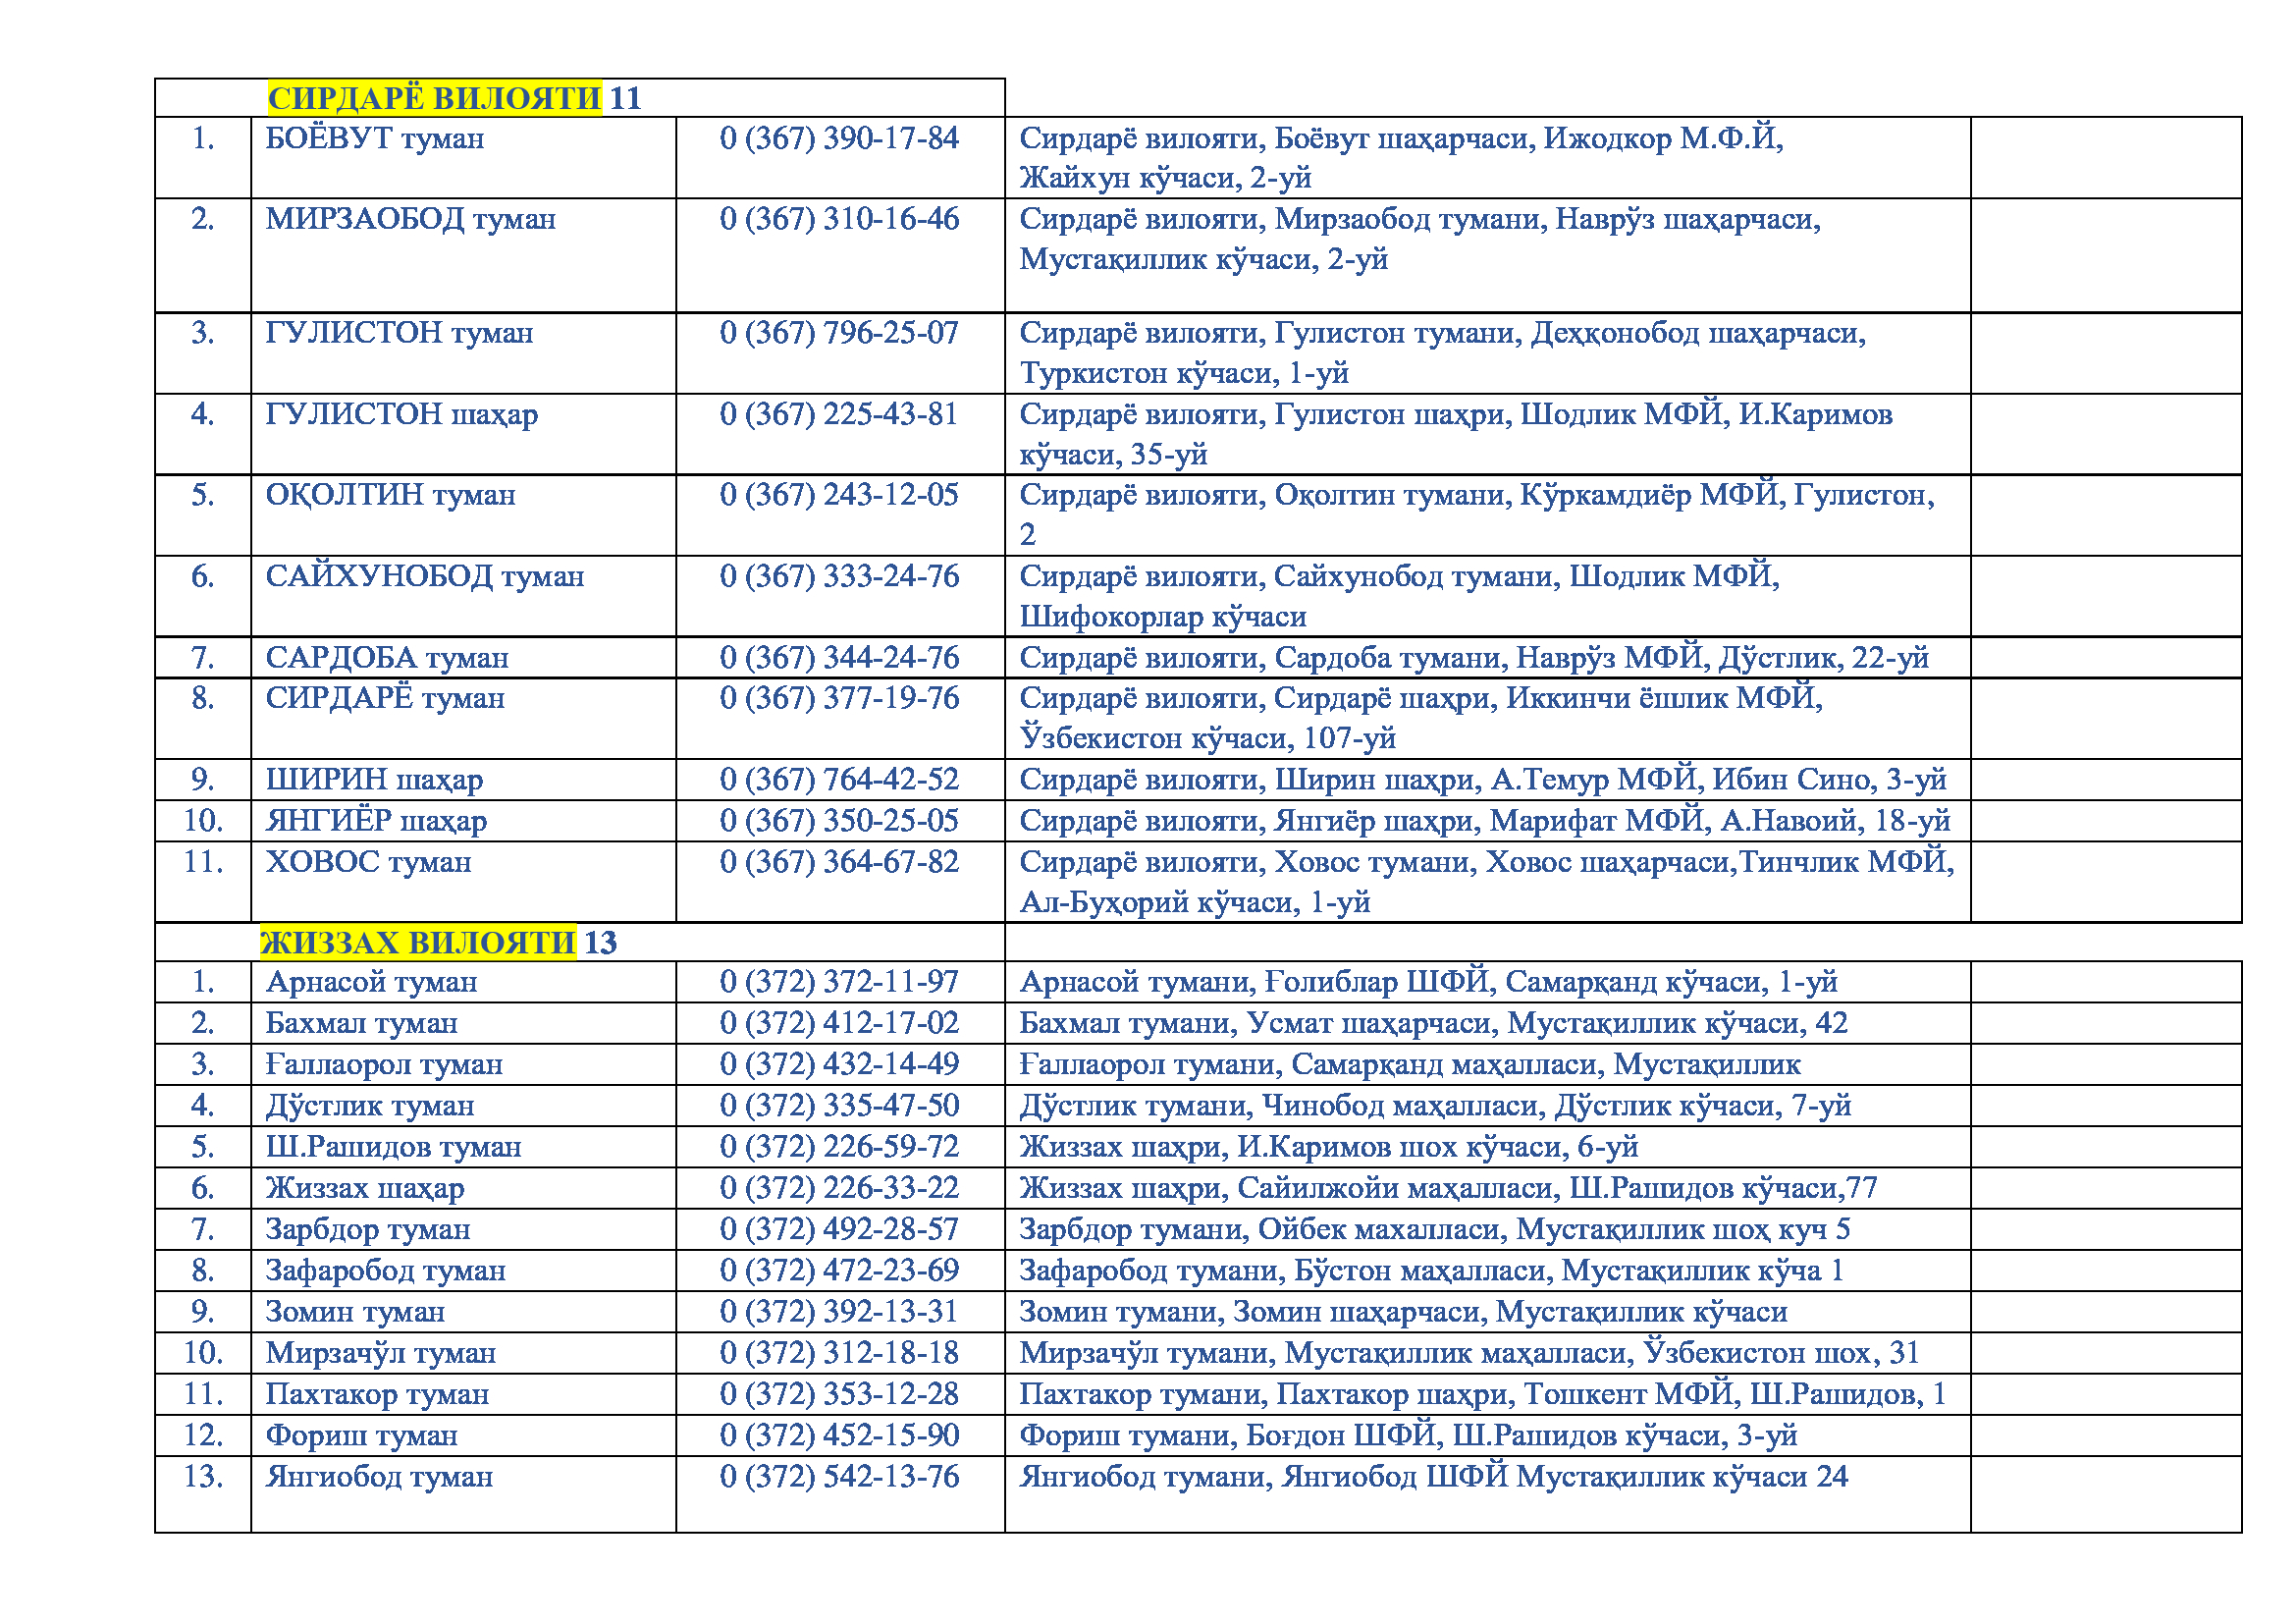 СИРДАРЁ ВИЛОЯТИ 11
1. БОЁВУТ туман 0 (367) 390-17-84 Сирдарё вилояти, Боёвут шаҳарчаси, Ижодкор М.Ф.Й,
Жайхун кўчаси, 2-уй
2. МИРЗАОБОД туман 0 (367) 310-16-46 Сирдарё вилояти, Мирзаобод тумани, Наврўз шаҳарчаси,
Мустақиллик кўчаси, 2-уй
3. ГУЛИСТОН туман 0 (367) 796-25-07 Сирдарё вилояти, Гулистон тумани, Деҳқонобод шаҳарчаси,
Туркистон кўчаси, 1-уй
4. ГУЛИСТОН шаҳар 0 (367) 225-43-81 Сирдарё вилояти, Гулистон шаҳри, Шодлик МФЙ, И.Каримов
кўчаси, 35-уй
5. ОҚОЛТИН туман 0 (367) 243-12-05 Сирдарё вилояти, Оқолтин тумани, Кўркамдиёр МФЙ, Гулистон,
2
6. САЙХУНОБОД туман 0 (367) 333-24-76 Сирдарё вилояти, Сайхунобод тумани, Шодлик МФЙ,
Шифокорлар кўчаси
7. САРДОБА туман 0 (367) 344-24-76 Сирдарё вилояти, Сардоба тумани, Наврўз МФЙ, Дўстлик, 22-уй
8. СИРДАРЁ туман 0 (367) 377-19-76 Сирдарё вилояти, Сирдарё шаҳри, Иккинчи ёшлик МФЙ,
Ўзбекистон кўчаси, 107-уй
9. ШИРИН шаҳар 0 (367) 764-42-52 Сирдарё вилояти, Ширин шаҳри, А.Темур МФЙ, Ибин Сино, 3-уй
10. ЯНГИЁР шаҳар 0 (367) 350-25-05 Сирдарё вилояти, Янгиёр шаҳри, Марифат МФЙ, А.Навоий, 18-уй
11. ХОВОС туман 0 (367) 364-67-82 Сирдарё вилояти, Ховос тумани, Ховос шаҳарчаси,Тинчлик МФЙ,
Ал-Буҳорий кўчаси, 1-уй
ЖИЗЗАХ ВИЛОЯТИ 13
1. Арнасой туман 0 (372) 372-11-97 Арнасой тумани, Ғолиблар ШФЙ, Самарқанд кўчаси, 1-уй
2. Бахмал туман 0 (372) 412-17-02 Бахмал тумани, Усмат шаҳарчаси, Мустақиллик кўчаси, 42
3. Ғаллаорол туман 0 (372) 432-14-49 Ғаллаорол тумани, Самарқанд маҳалласи, Мустақиллик
4. Дўстлик туман 0 (372) 335-47-50 Дўстлик тумани, Чинобод маҳалласи, Дўстлик кўчаси, 7-уй
5. Ш.Рашидов туман 0 (372) 226-59-72 Жиззах шаҳри, И.Каримов шох кўчаси, 6-уй
6. Жиззах шаҳар 0 (372) 226-33-22 Жиззах шаҳри, Сайилжойи маҳалласи, Ш.Рашидов кўчаси,77
7. Зарбдор туман 0 (372) 492-28-57 Зарбдор тумани, Ойбек махалласи, Мустақиллик шоҳ куч 5
8. Зафаробод туман 0 (372) 472-23-69 Зафаробод тумани, Бўстон маҳалласи, Мустақиллик кўча 1
9. Зомин туман 0 (372) 392-13-31 Зомин тумани, Зомин шаҳарчаси, Мустақиллик кўчаси
10. Мирзачўл туман 0 (372) 312-18-18 Мирзачўл тумани, Мустақиллик маҳалласи, Ўзбекистон шох, 31
11. Пахтакор туман 0 (372) 353-12-28 Пахтакор тумани, Пахтакор шаҳри, Тошкент МФЙ, Ш.Рашидов, 1
12. Фориш туман 0 (372) 452-15-90 Фориш тумани, Боғдон ШФЙ, Ш.Рашидов кўчаси, 3-уй
13. Янгиобод туман 0 (372) 542-13-76 Янгиобод тумани, Янгиобод ШФЙ Мустақиллик кўчаси 24